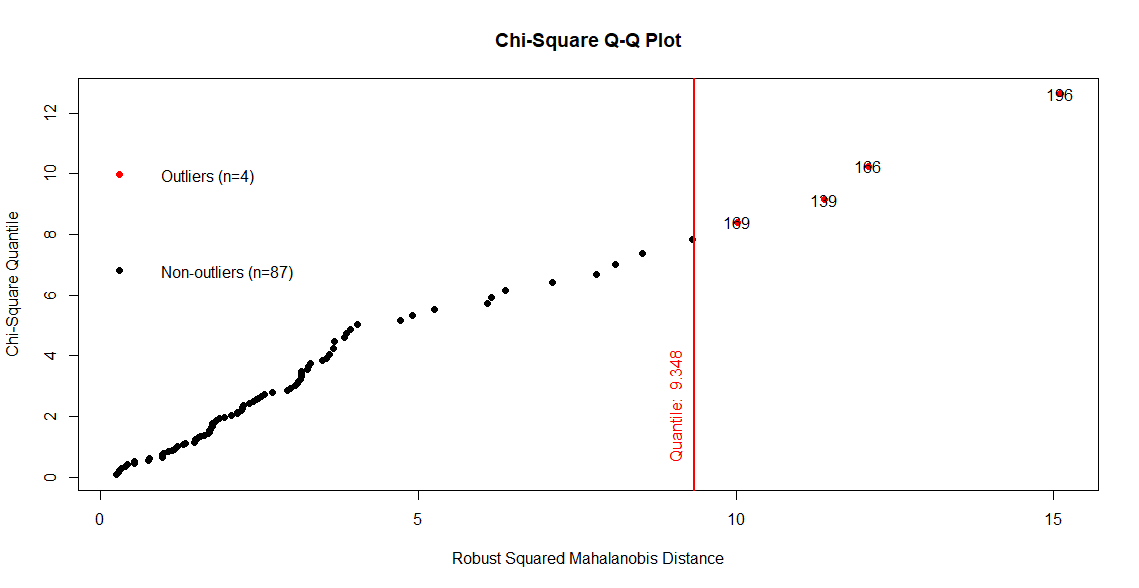 Chi-Square Q-Q Plot
Chi-Square Quantile
12
10
8
6
4
2
0
Outliers (n=4)
Non-outliers (n=87)
Quantile: 9.348
196
166
139
169
0
5
10
15
Robust Squared Mahalanobis Distance